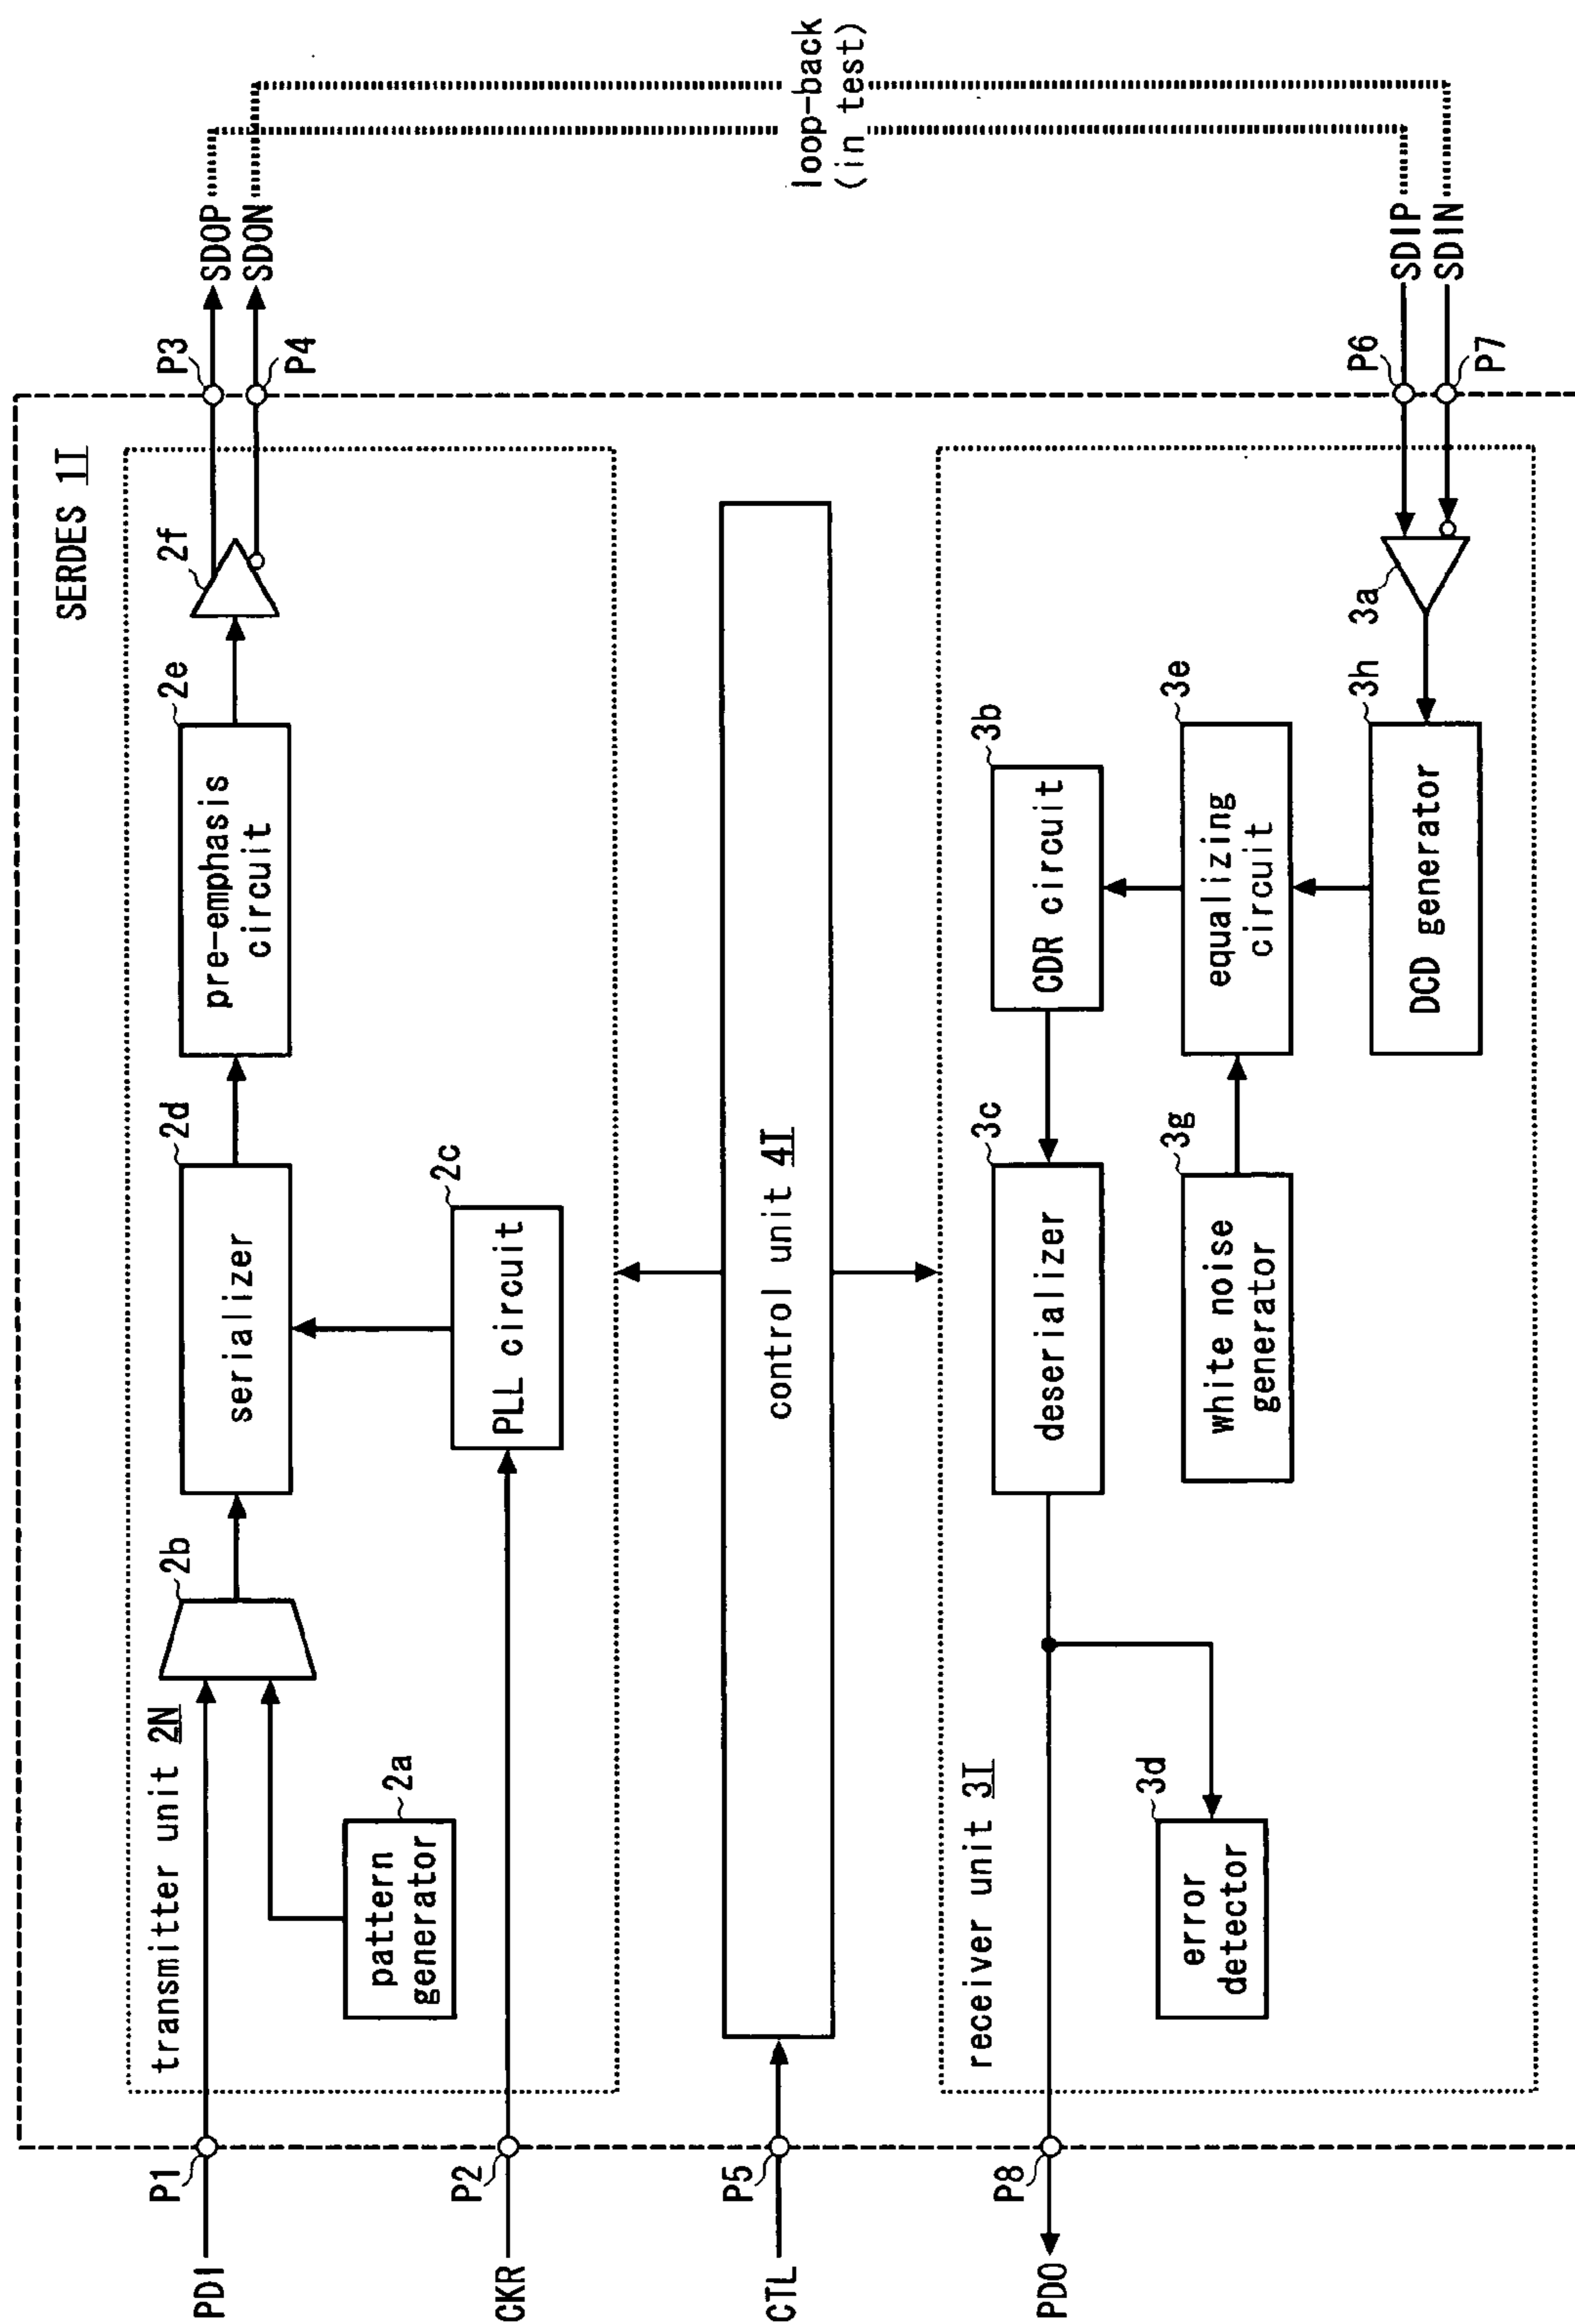 SERDES 1I
transmitter unit 2N
PDI
P1
CKR
P2
pattern
generator
2a
2b
serializer
2d
PLL circuit
2c
pre-emphasis
circuit
2e
2f
P3
P4
SDOP
SDON
CTL
P5
control unit 4I
loop-back
(in test)
receiver unit 3I
PDO
P8
error
detector
3d
deserializer
3c
CDR circuit
3b
white noise
generator
3g
equalizing
circuit
3e
DCD generator
3h
3a
P6
P7
SDIP
SDIN